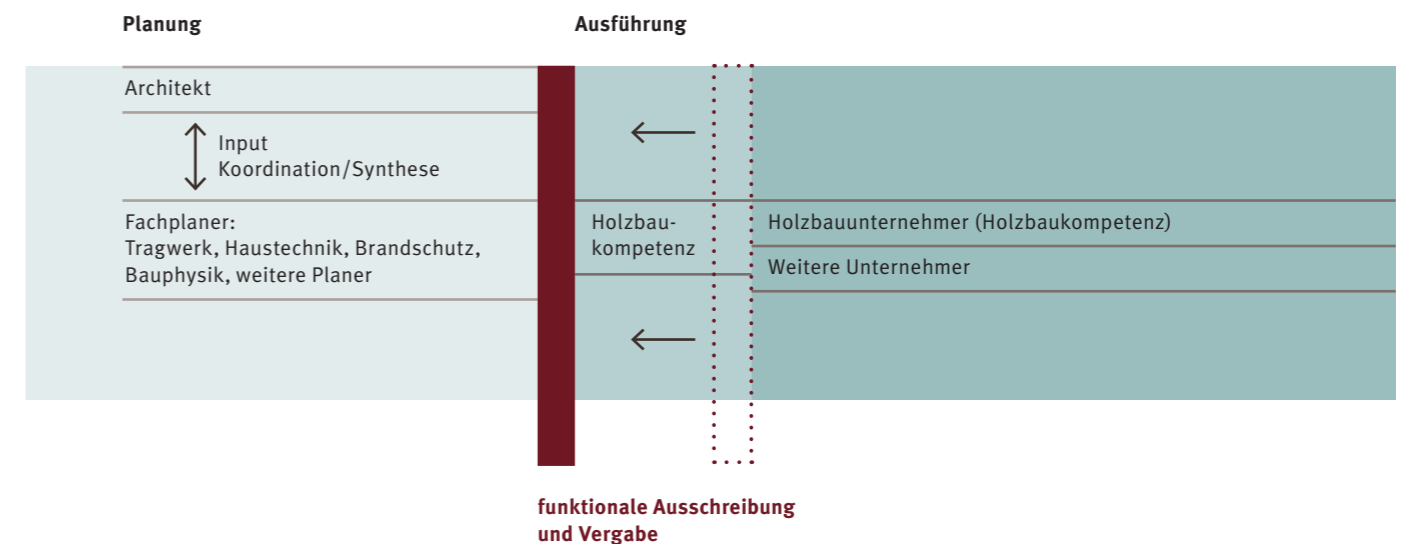 Planung
Ausführung
Architekt
Input
Koordination/Synthese
Fachplaner:
Tragwerk, Haustechnik, Brandschutz,
Bauphysik, weitere Planer
Holzbau-
kompetenz
Holzbauunternehmer (Holzbaukompetenz)
Weitere Unternehmer
funktionale Ausschreibung
und Vergabe